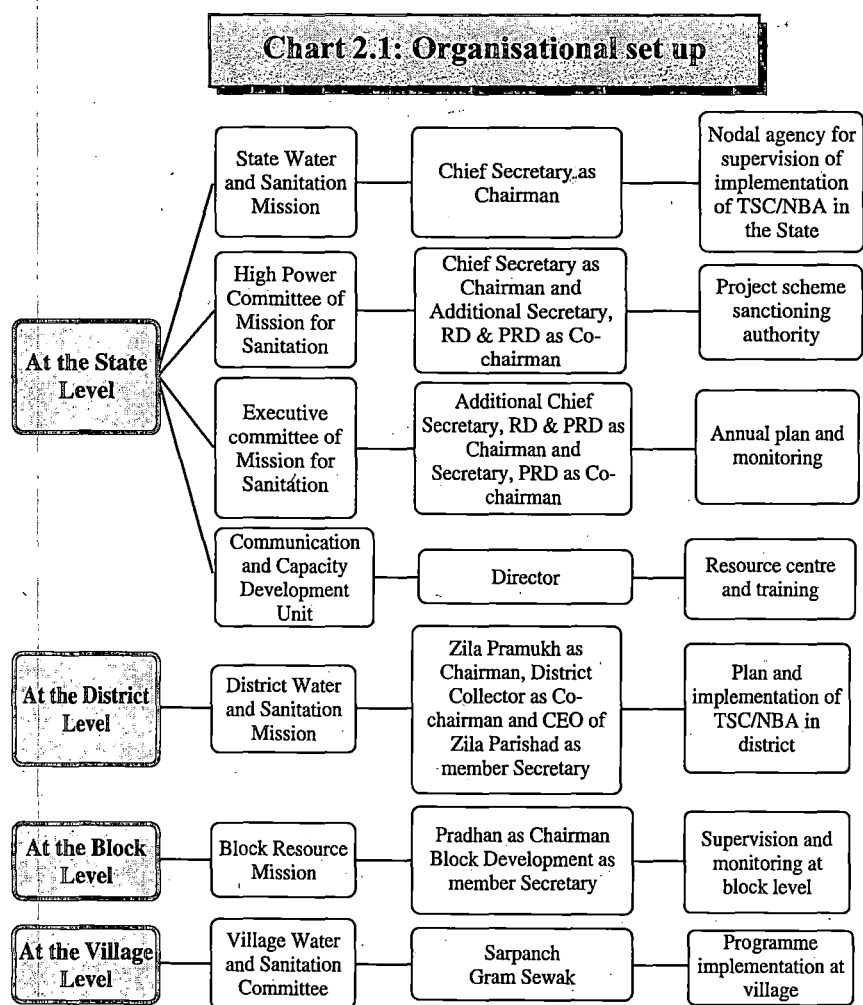 Chart 2.1: Organisational set up
At the State
Level
State Water
and Sanitation
Mission
Chief Secretary as
Chairman
Nodal agency for
supervision of
implementation
of TSC/NBA in
the State
High Power
Committee of
Mission for
Sanitation
Chief Secretary as
Chairman and
Additional Secretary,
RD & PRD as Co-
chairman
Project scheme
sanctioning
authority
Executive
committee of
Mission for
Sanitation
Additional Chief
Secretary, RD & PRD as
Chairman and
Secretary, PRD as Co-
chairman
Annual plan and
monitoring
Communication
and Capacity
Development
Unit
Director
Resource centre
and training
At the District
Level
District Water
and Sanitation
Mission
Zila Pramukh as
Chairman, District
Collector as Co-
chairman and CEO of
Zila Parishad as
member Secretary
Plan and
implementation of
TSC/NBA in
district
At the Block
Level
Block Resource
Mission
Pradhan as Chairman
Block Development as
member Secretary
Supervision and
monitoring at
block level
At the Village
Level
Village Water
and Sanitation
Committee
Sarpanch
Gram Sewak
Programme
implementation at
village